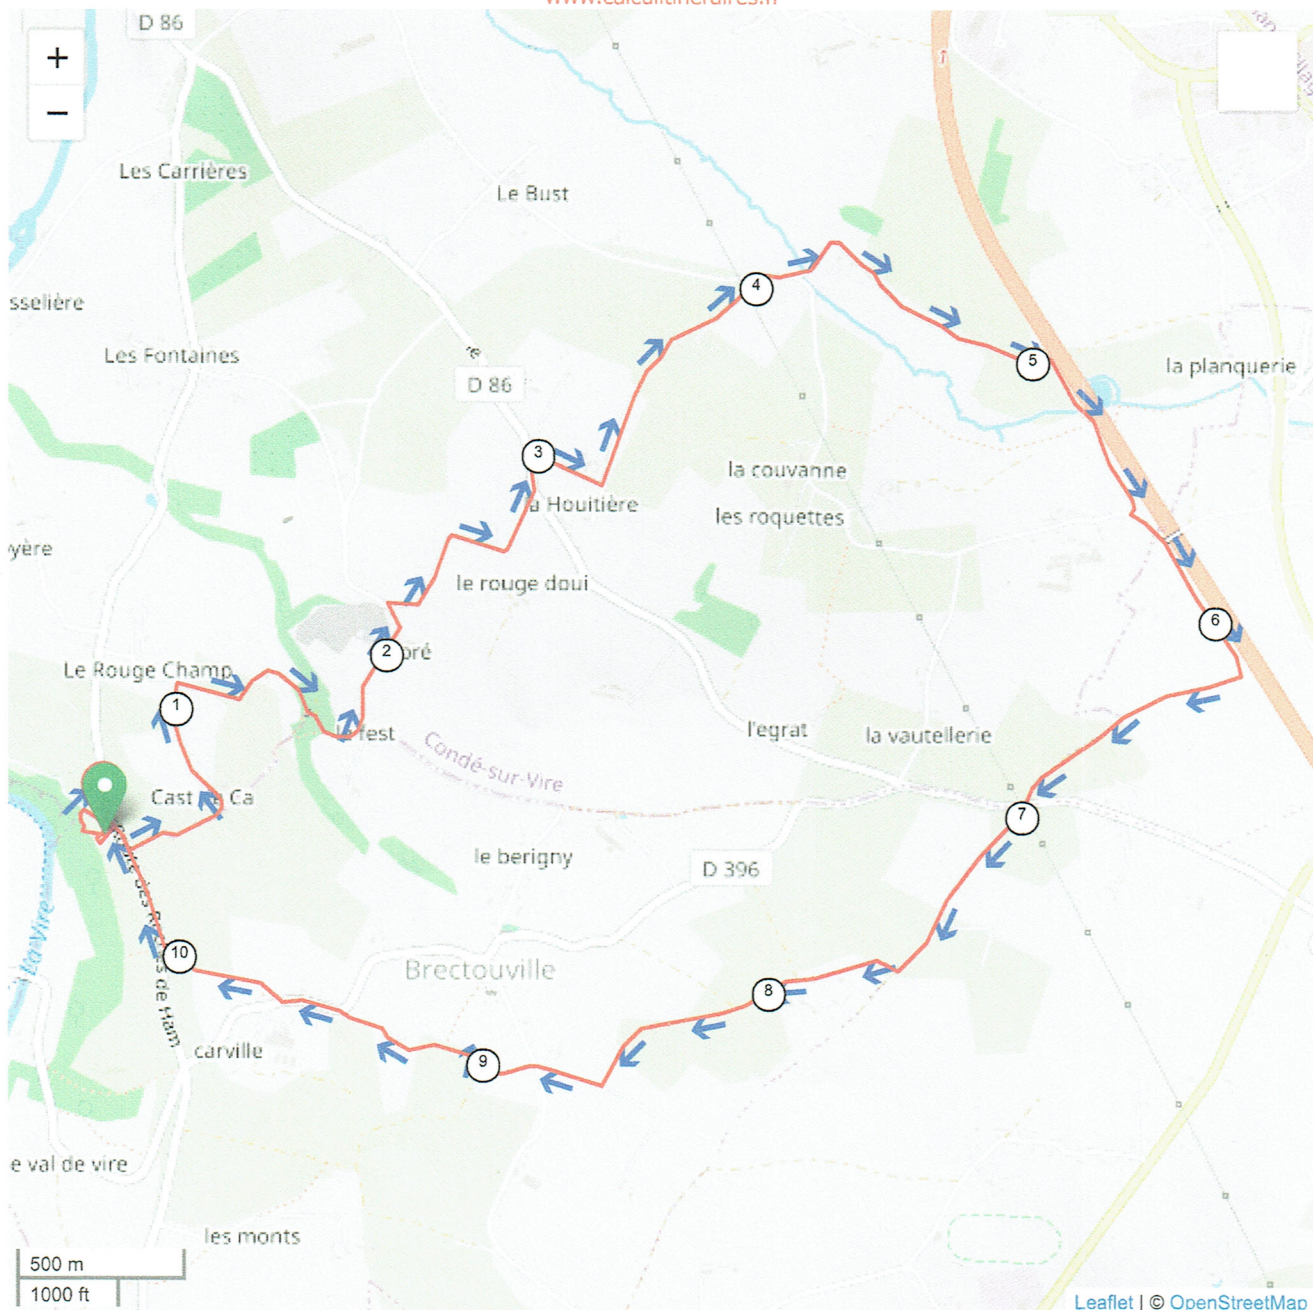 D 86
+
−
Les Carrières
Le Bust
4
sselière
Les Fontaines
5
la planquerie
D 86
3
la couvanne
la Houitière
les roquettes
yère
le rouge doui
6
2
Le Rouge Champ
1
le fest
l'egrat
la vautellerie
Condé-sur-Vire
7
le berigny
D 396
La Vire
10
Brectouville
8
carville
9
e val de vire
les monts
500 m
1000 ft
Leaflet | © OpenStreetMap